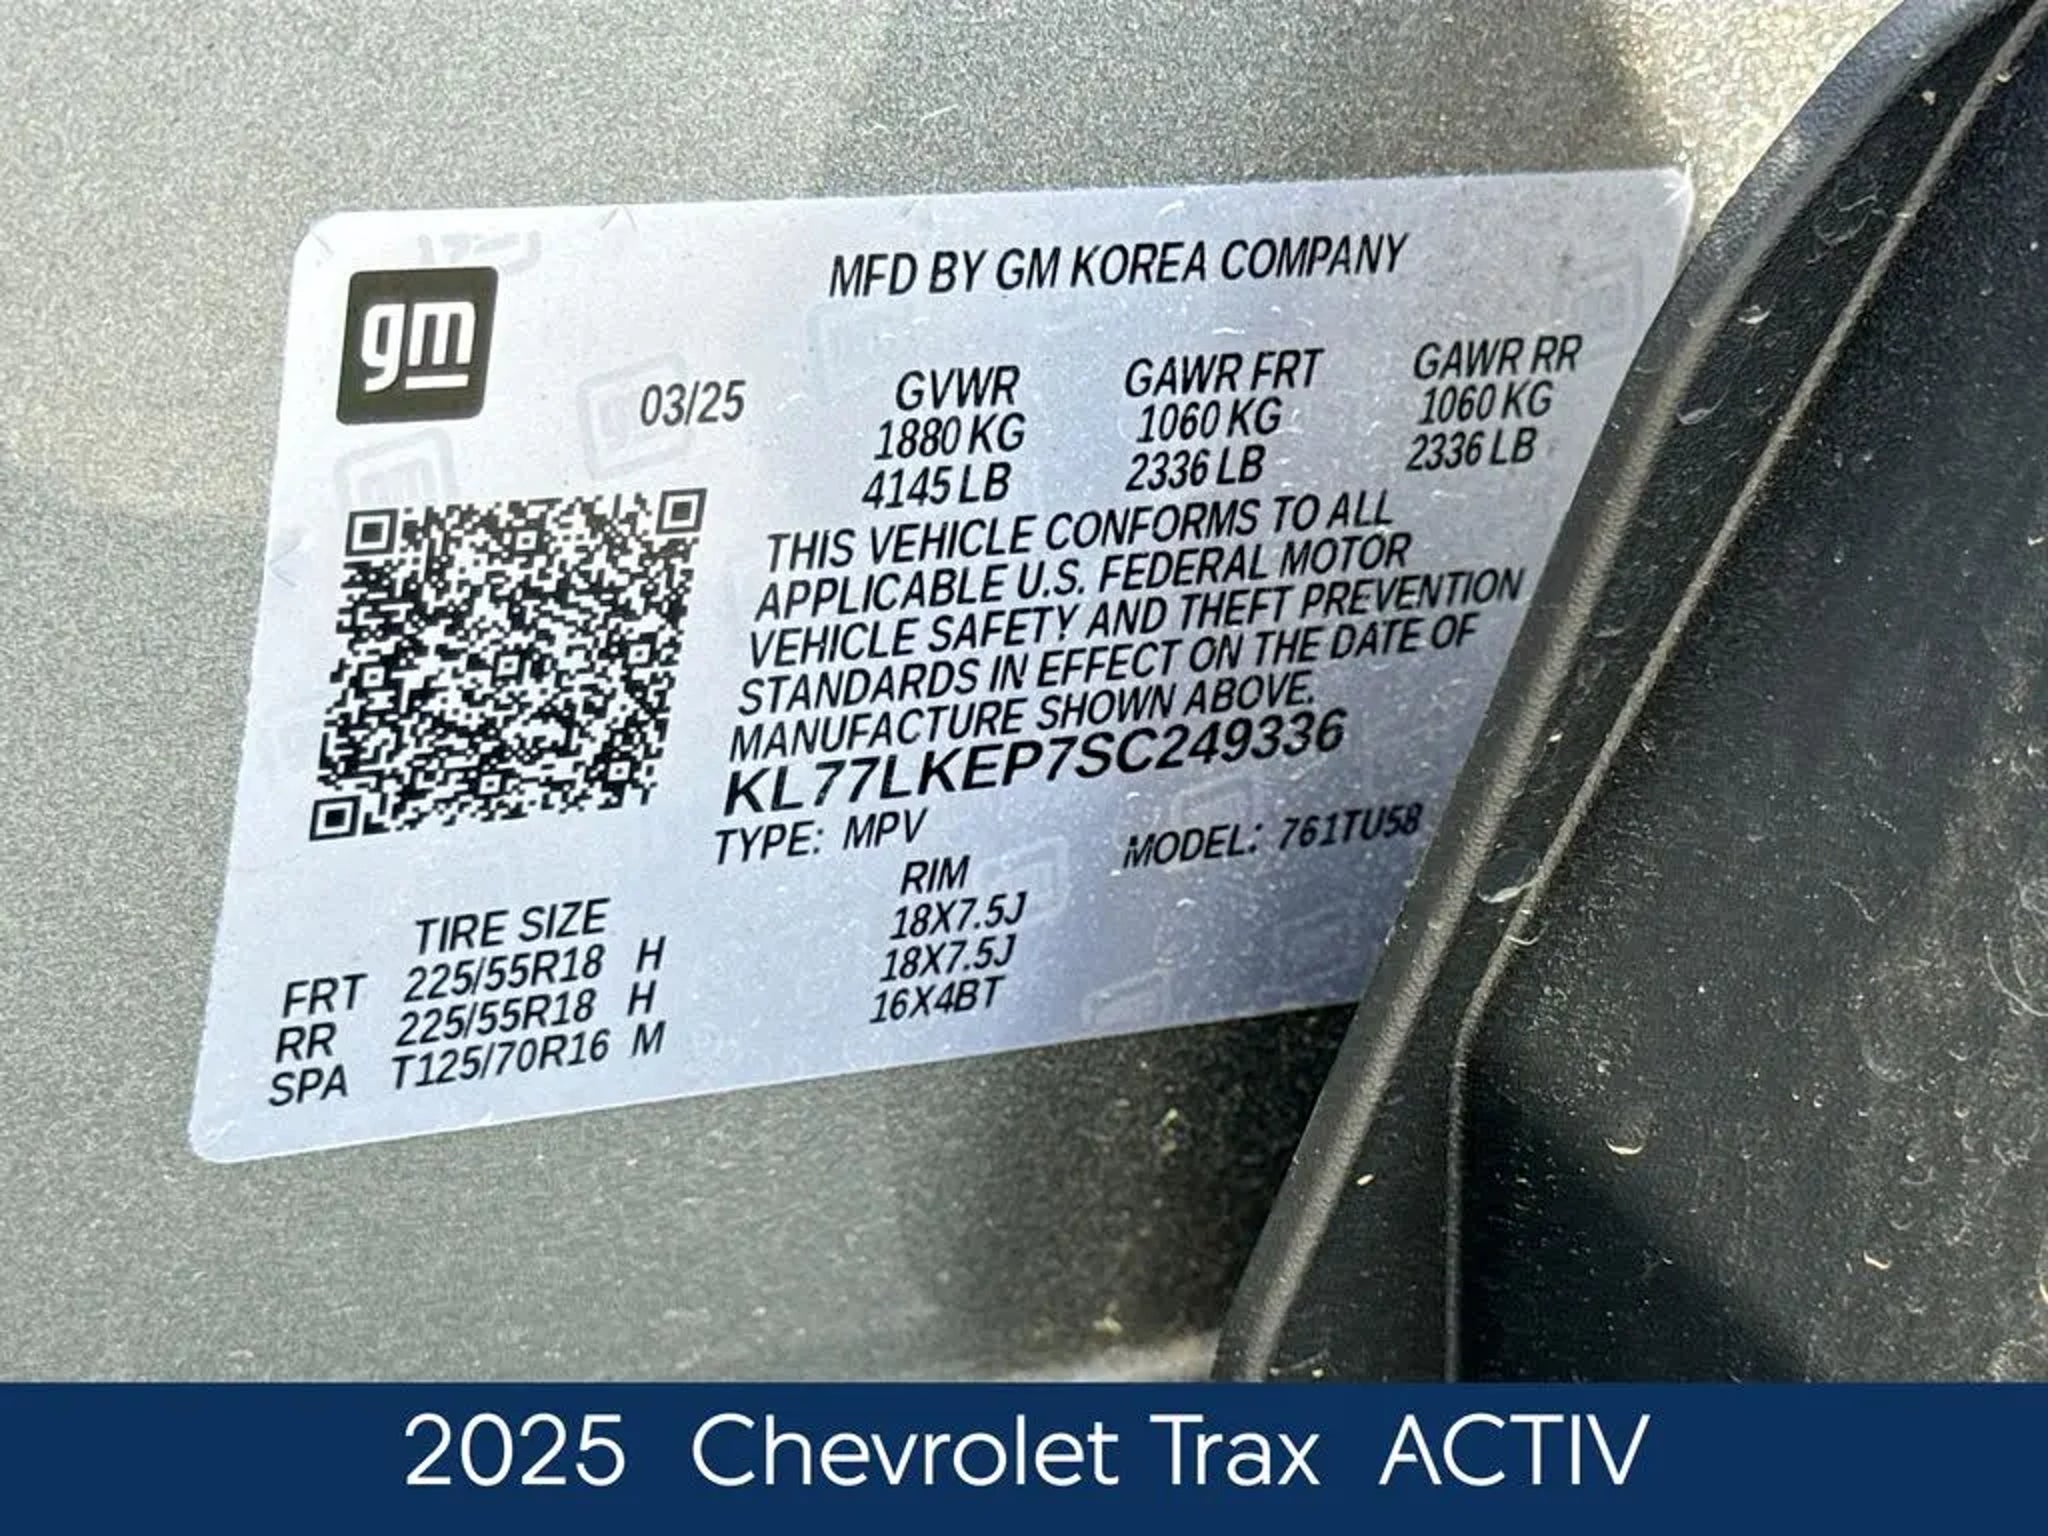 gm
MFD BY GM KOREA COMPANY
03/25
GVWR GAWR FRT GAWR RR
1880 KG 1060 KG 1060 KG
4145 LB 2336 LB 2336 LB
THIS VEHICLE CONFORMS TO ALL
APPLICABLE U.S. FEDERAL MOTOR
VEHICLE SAFETY AND THEFT PREVENTION
STANDARDS IN EFFECT ON THE DATE OF
MANUFACTURE SHOWN ABOVE.
KL77LKEP7SC249336
TYPE: MPV MODEL: 761TU58
TIRE SIZE RIM
FRT 225/55R18 H 18X7.5J
RR 225/55R18 H 18X7.5J
SPA T125/70R16 M 16X4BT
2025 Chevrolet Trax ACTIV